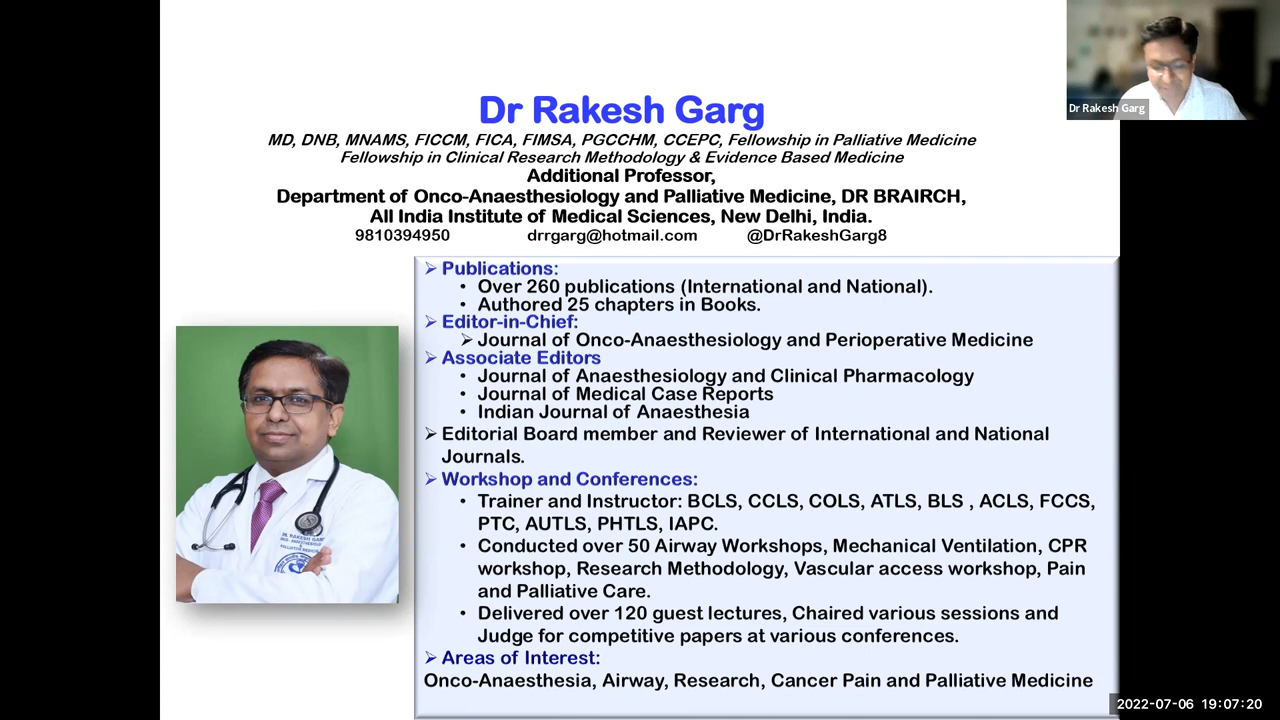 Dr Rakesh Garg
Dr Rakesh Garg
MD, DNB, MNAMS, FICCM, FICA, FIMSA, PGCCHM, CCEPC, Fellowship in Palliative Medicine
Fellowship in Clinical Research Methodology & Evidence Based Medicine
Additional Professor,
Department of Onco-Anaesthesiology and Palliative Medicine, DR BRAIRCH,
All India Institute of Medical Sciences, New Delhi, India.
9810394950 drrgarg@hotmail.com @DrRakeshGarg8
➢ Publications:
• Over 260 publications (International and National).
• Authored 25 chapters in Books.
➢ Editor-in-Chief:
➢ Journal of Onco-Anaesthesiology and Perioperative Medicine
➢ Associate Editors
• Journal of Anaesthesiology and Clinical Pharmacology
• Journal of Medical Case Reports
• Indian Journal of Anaesthesia
➢ Editorial Board member and Reviewer of International and National
Journals.
➢ Workshop and Conferences:
• Trainer and Instructor: BCLS, CCLS, COLS, ATLS, BLS , ACLS, FCCS,
PTC, AUTLS, PHTLS, IAPC.
• Conducted over 50 Airway Workshops, Mechanical Ventilation, CPR
workshop, Research Methodology, Vascular access workshop, Pain
and Palliative Care.
• Delivered over 120 guest lectures, Chaired various sessions and
Judge for competitive papers at various conferences.
➢ Areas of Interest:
Onco-Anaesthesia, Airway, Research, Cancer Pain and Palliative Medicine
DR. RAKESH GARG
2022-07-06 19:07:20